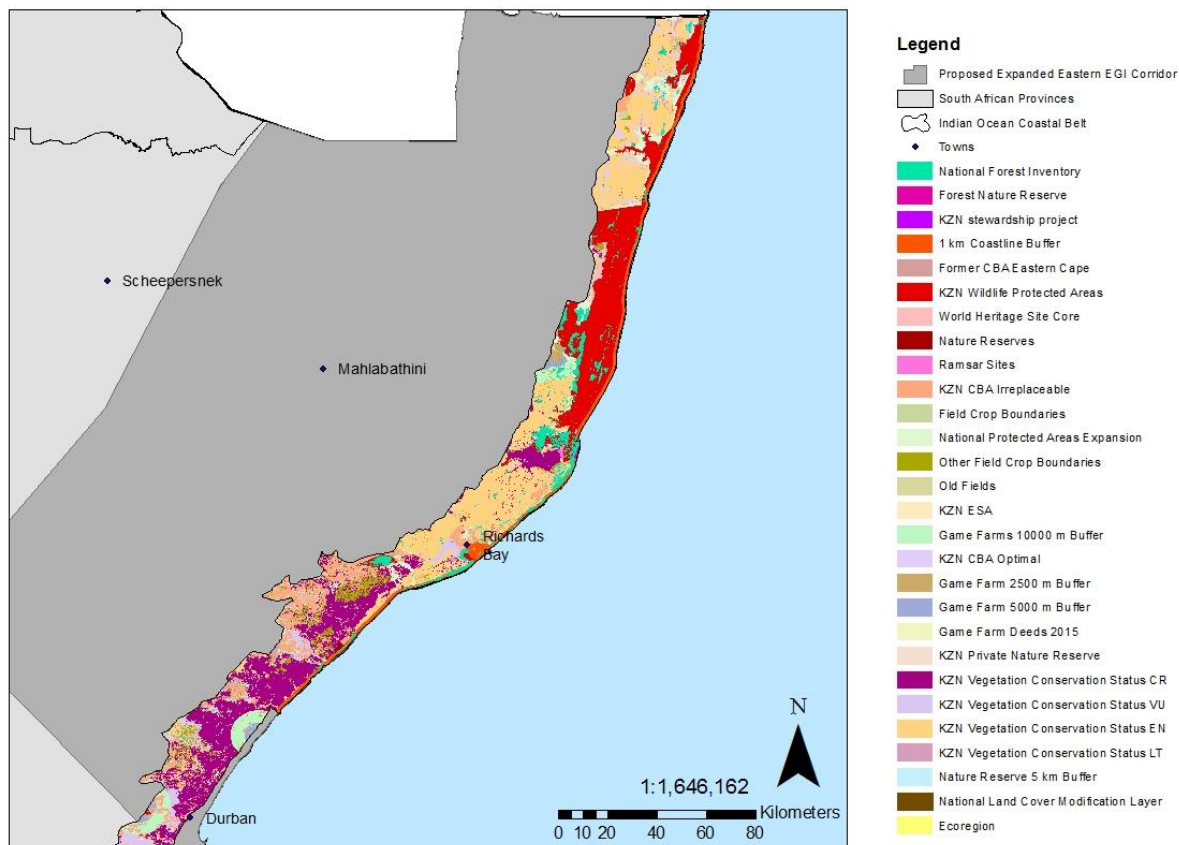 Scheepersnek
Mahlabathini
Richards
Bay
Durban
N
1:1,646,162
Kilometers
0 10 20 40 60 80
Legend
Proposed Expanded Eastern EGI Corridor
South African Provinces
Indian Ocean Coastal Belt
Towns
National Forest Inventory
Forest Nature Reserve
KZN stewardship project
1 km Coastline Buffer
Former CBA Eastern Cape
KZN Wildlife Protected Areas
World Heritage Site Core
Nature Reserves
Ramsar Sites
KZN CBA Irreplaceable
Field Crop Boundaries
National Protected Areas Expansion
Other Field Crop Boundaries
Old Fields
KZN ESA
Game Farms 10000 m Buffer
KZN CBA Optimal
Game Farm 2500 m Buffer
Game Farm 5000 m Buffer
Game Farm Deeds 2015
KZN Private Nature Reserve
KZN Vegetation Conservation Status CR
KZN Vegetation Conservation Status VU
KZN Vegetation Conservation Status EN
KZN Vegetation Conservation Status LT
Nature Reserve 5 km Buffer
National Land Cover Modification Layer
Ecoregion